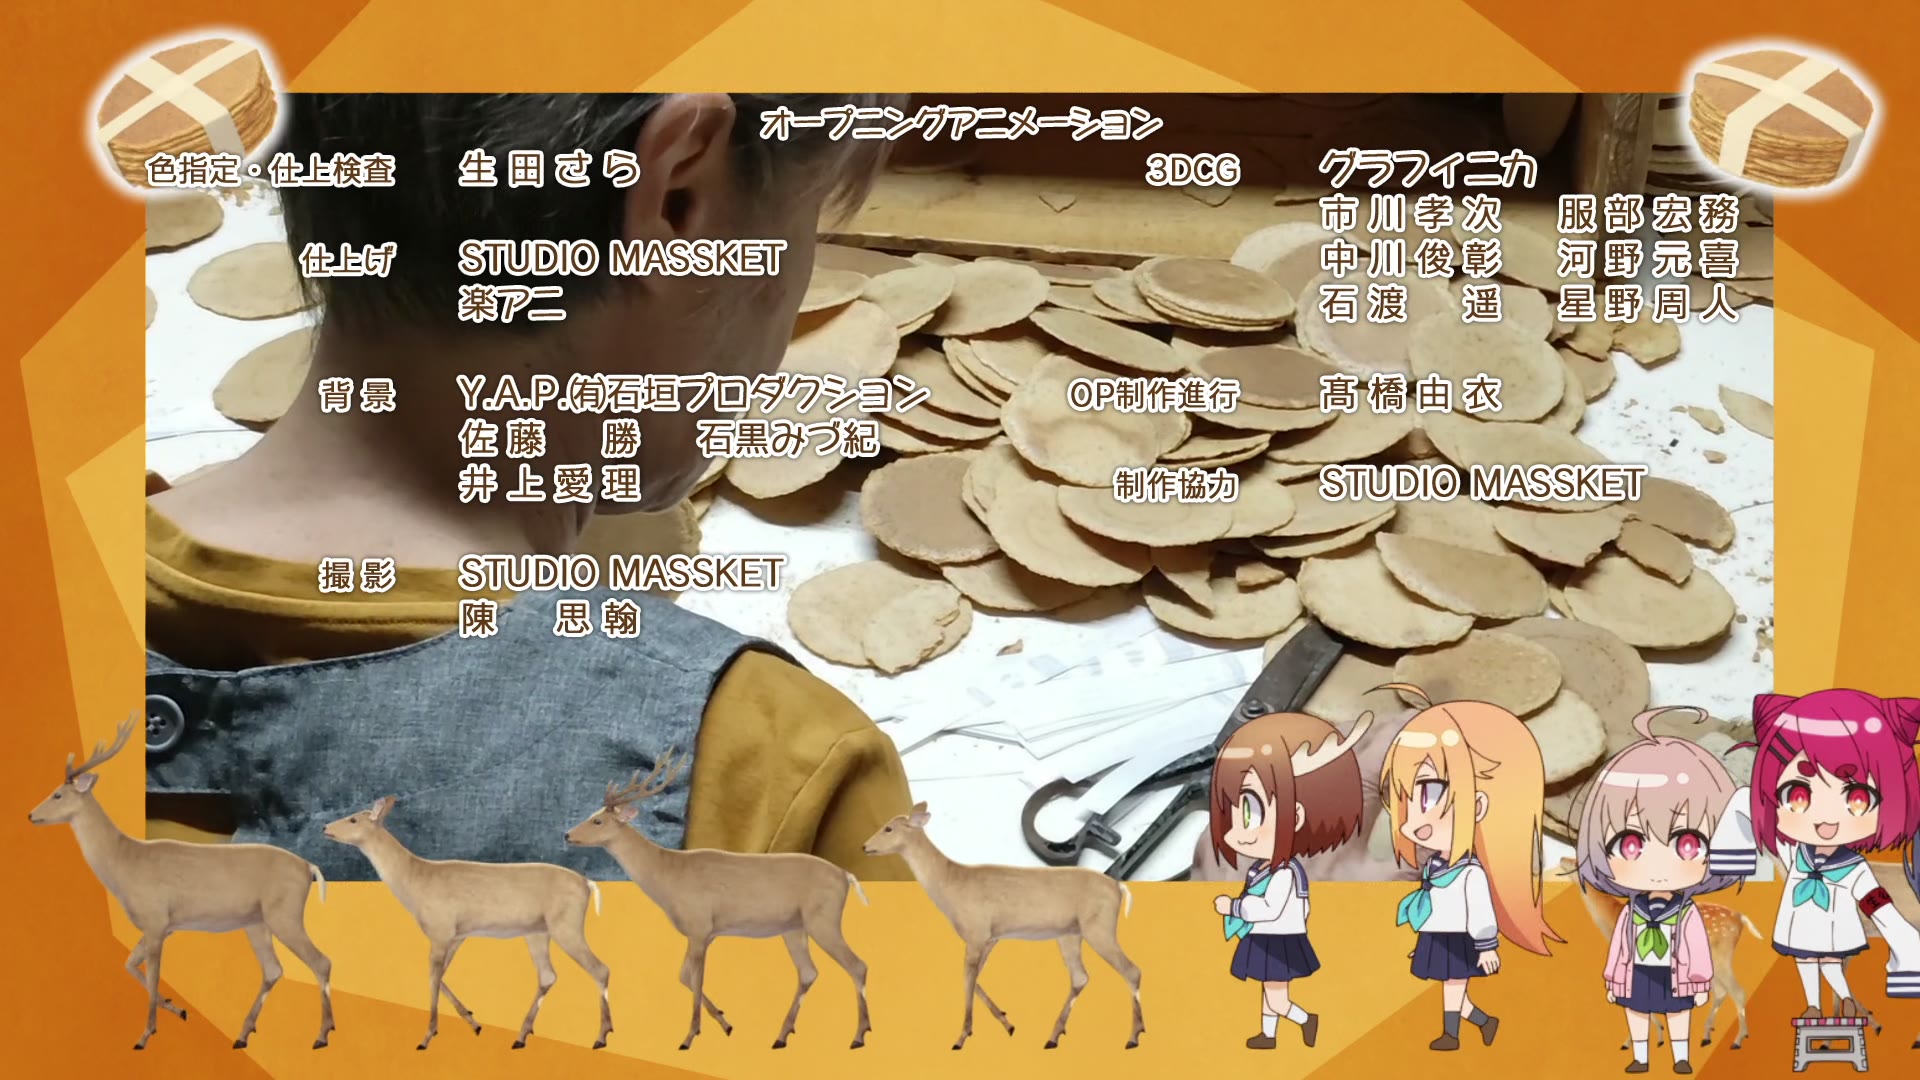 オープニングアニメーション
色指定・仕上検査 生田さら
仕上げ STUDIO MASSKET
楽アニ
背景 Y.A.P.㈲石垣プロダクション
佐藤 勝 石黒みづ紀
井上愛理
撮影 STUDIO MASSKET
陳 思翰
3DCG グラフィニカ
市川孝次 服部宏務
中川俊彰 河野元喜
石渡 遥 星野周人
OP制作進行 髙橋由衣
制作協力 STUDIO MASSKET